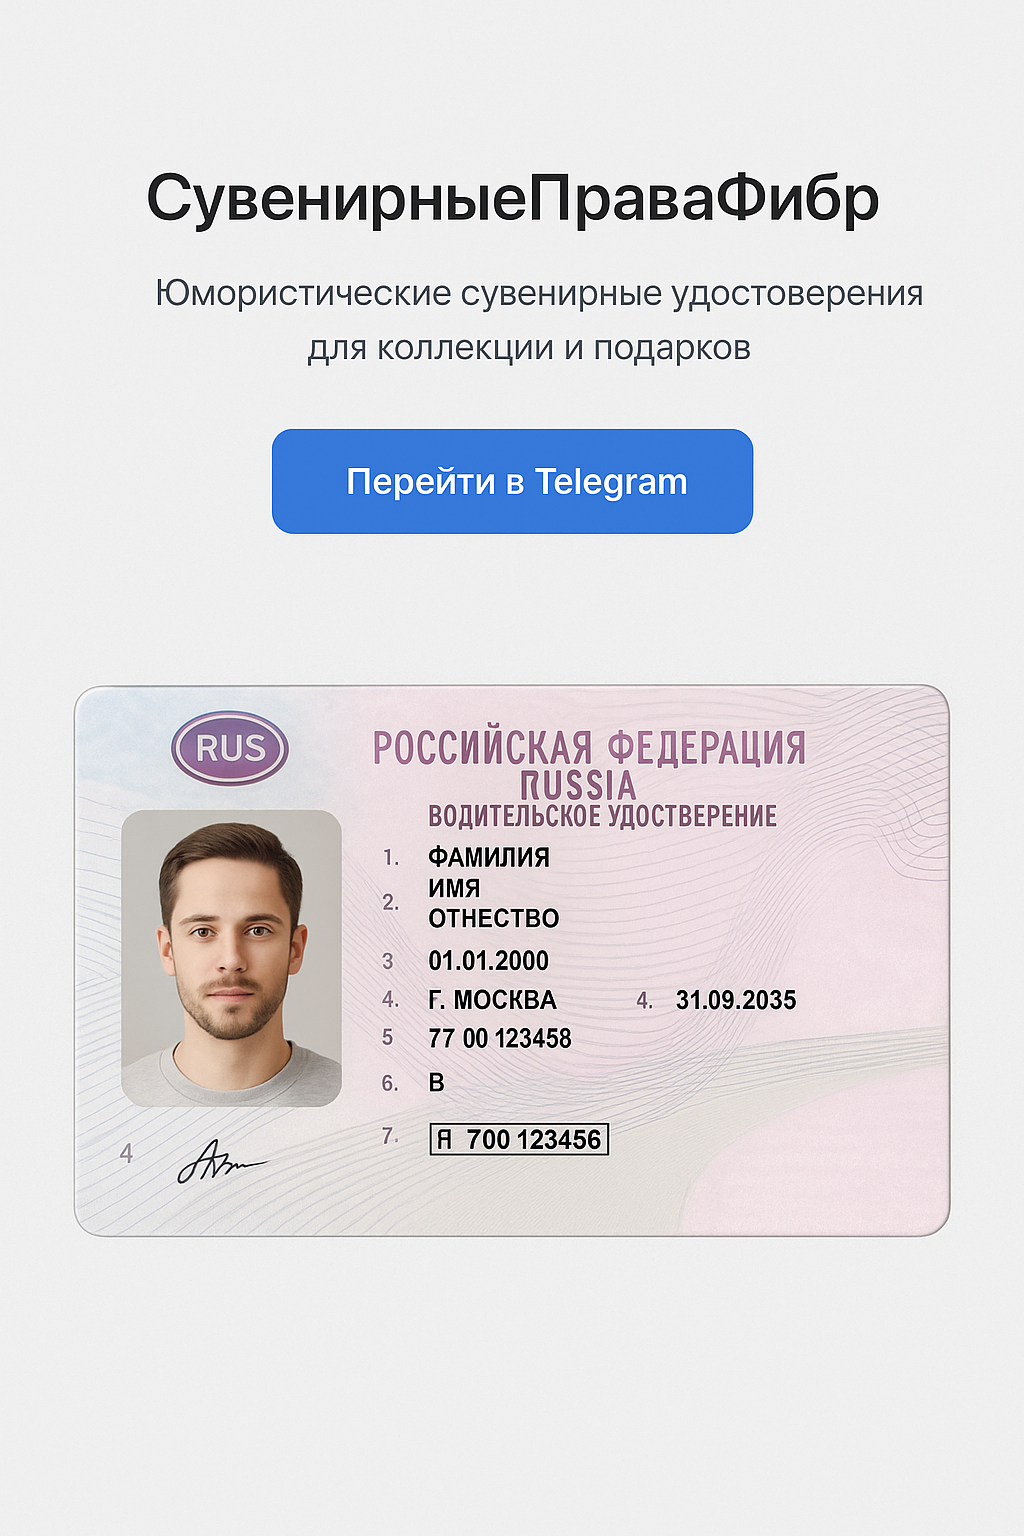 СувенирныеПраваФибр
Юмористические сувенирные удостоверения
для коллекции и подарков
Перейти в Telegram
RUS
РОССИЙСКАЯ ФЕДЕРАЦИЯ
RUSSIA
ВОДИТЕЛЬСКОЕ УДОСТВЕРЕНИЕ
1. ФАМИЛИЯ
2. ИМЯ
ОТНЕСТВО
3 01.01.2000
4. Г. МОСКВА 4. 31.09.2035
5 77 00 123458
6. В
7. Я 700 123456
4